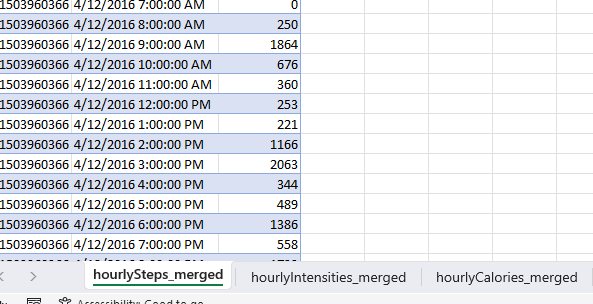 1503960366 4/12/2016 7:00:00 AM 0
1503960366 4/12/2016 8:00:00 AM 250
1503960366 4/12/2016 9:00:00 AM 1864
1503960366 4/12/2016 10:00:00 AM 676
1503960366 4/12/2016 11:00:00 AM 360
1503960366 4/12/2016 12:00:00 PM 253
1503960366 4/12/2016 1:00:00 PM 221
1503960366 4/12/2016 2:00:00 PM 1166
1503960366 4/12/2016 3:00:00 PM 2063
1503960366 4/12/2016 4:00:00 PM 344
1503960366 4/12/2016 5:00:00 PM 489
1503960366 4/12/2016 6:00:00 PM 1386
1503960366 4/12/2016 7:00:00 PM 558
hourlySteps_merged hourlyIntensities_merged hourlyCalories_merged
Accessibility: Good to go